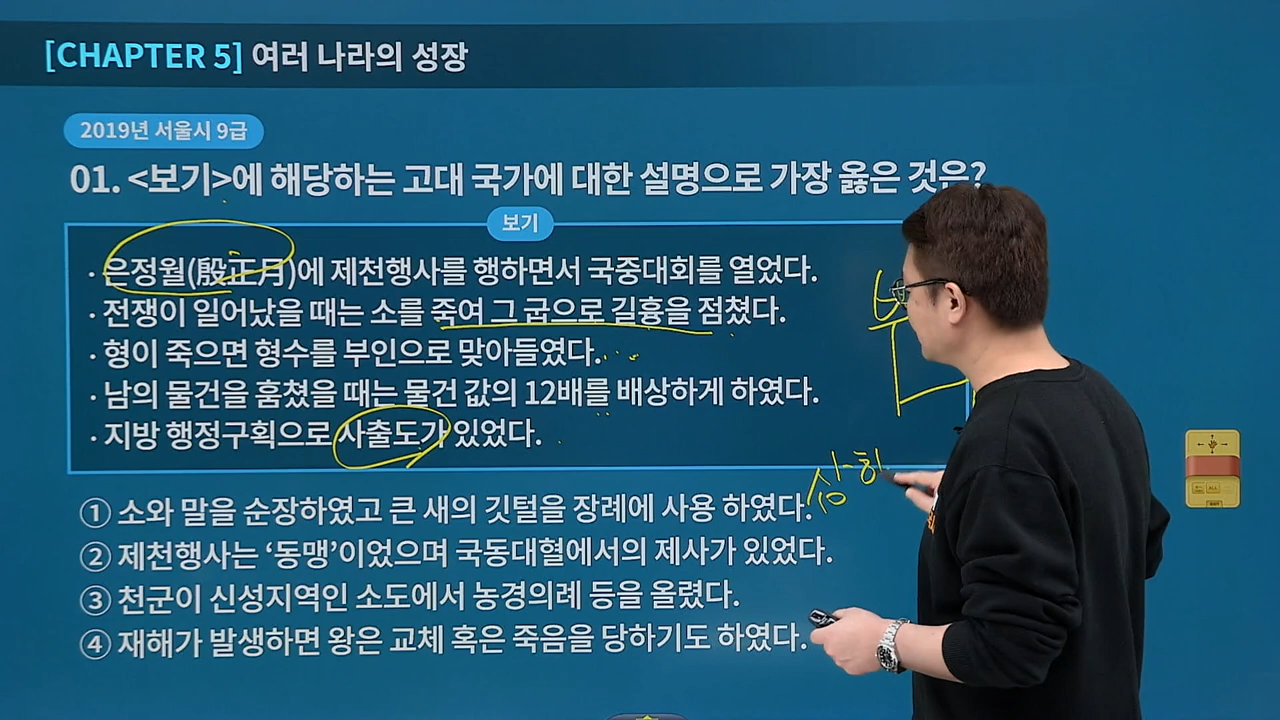 [CHAPTER 5] 여러 나라의 성장
2019년 서울시 9급
01. <보기>에 해당하는 고대 국가에 대한 설명으로 가장 옳은 것은?
보기
· 은정월(殷正月)에 제천행사를 행하면서 국중대회를 열었다.
· 전쟁이 일어났을 때는 소를 죽여 그 굽으로 길흉을 점쳤다.
· 형이 죽으면 형수를 부인으로 맞아들였다.
· 남의 물건을 훔쳤을 때는 물건 값의 12배를 배상하게 하였다.
· 지방 행정구획으로 사출도가 있었다.
부
삼하
① 소와 말을 순장하였고 큰 새의 깃털을 장례에 사용 하였다.
② 제천행사는 ‘동맹’이었으며 국동대혈에서의 제사가 있었다.
③ 천군이 신성지역인 소도에서 농경의례 등을 올렸다.
④ 재해가 발생하면 왕은 교체 혹은 죽음을 당하기도 하였다.